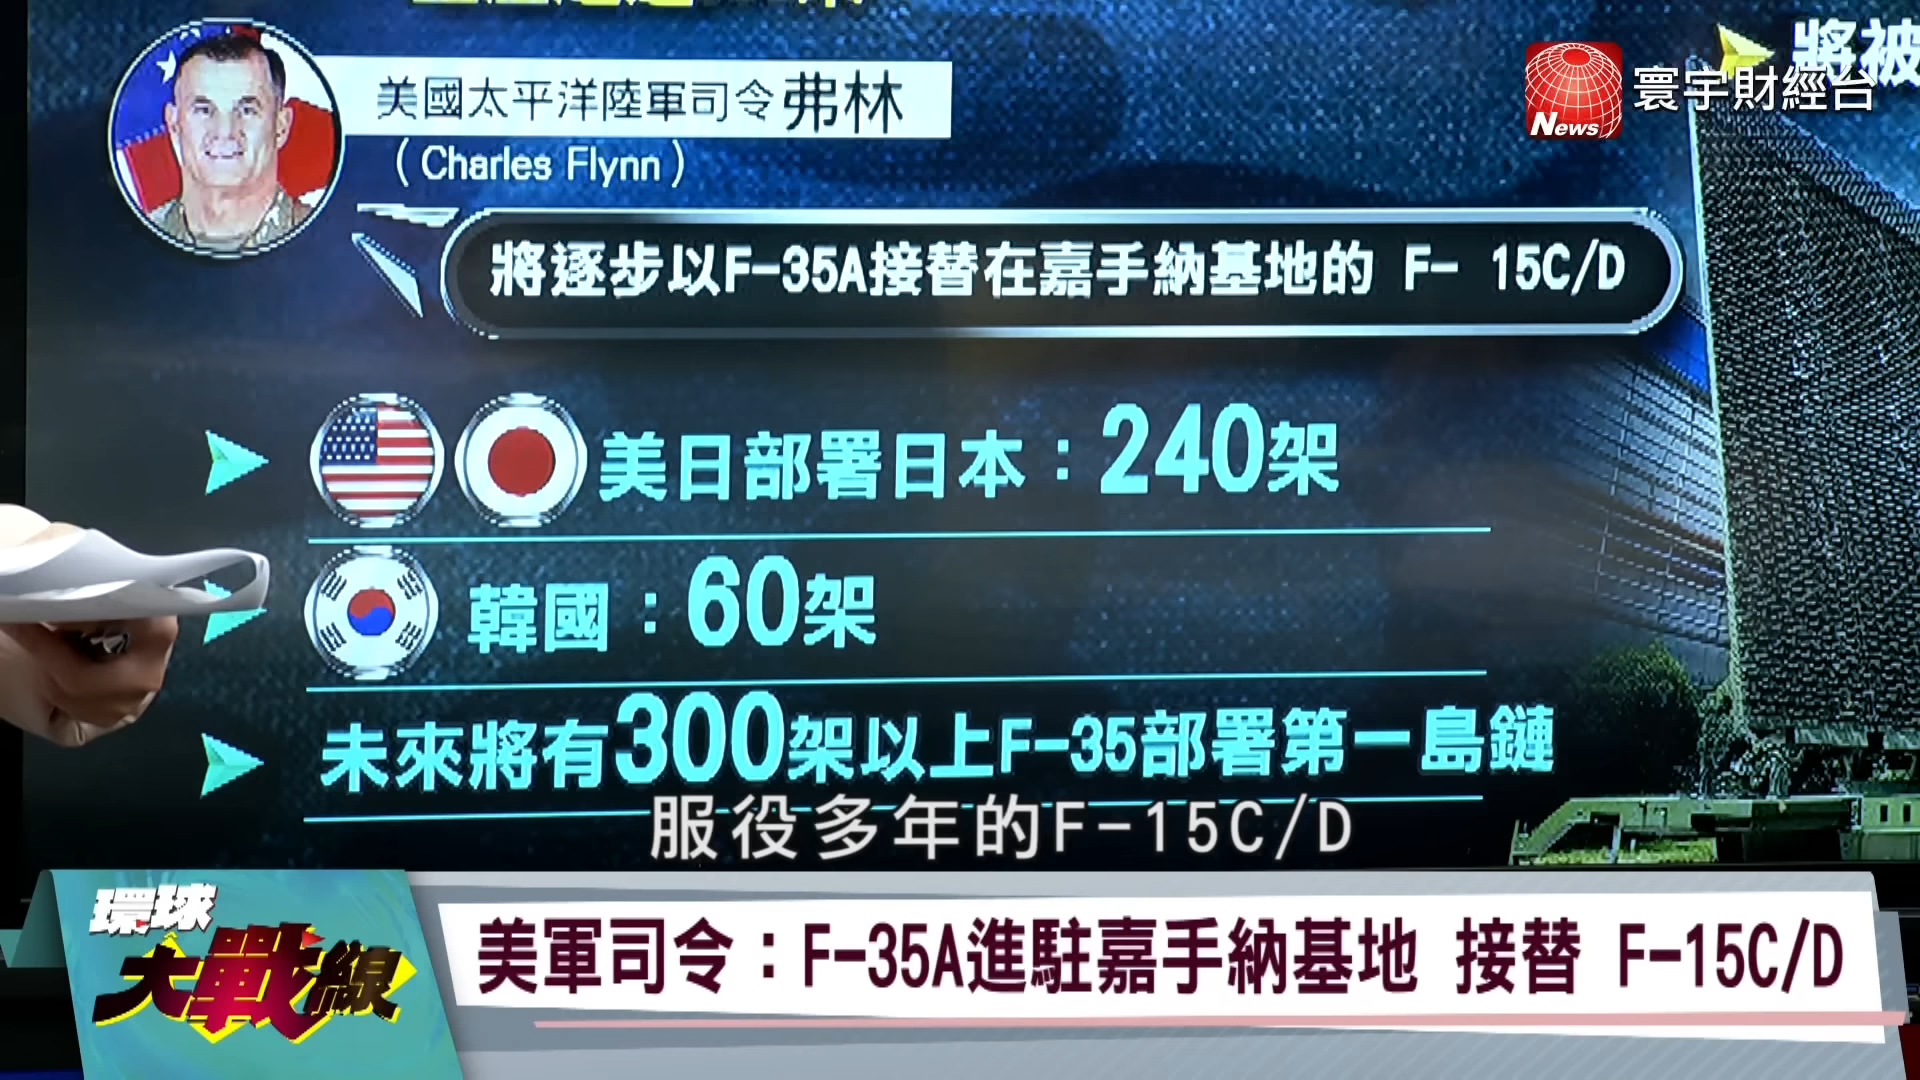 將被
News 寰宇財經台
美國太平洋陸軍司令弗林
(Charles Flynn)
將逐步以F-35A接替在嘉手納基地的 F- 15C/D
美日部署日本：240架
韓國：60架
未來將有300架以上F-35部署第一島鏈
服役多年的F-15C/D
環球
大戰線
美軍司令：F-35A進駐嘉手納基地 接替 F-15C/D